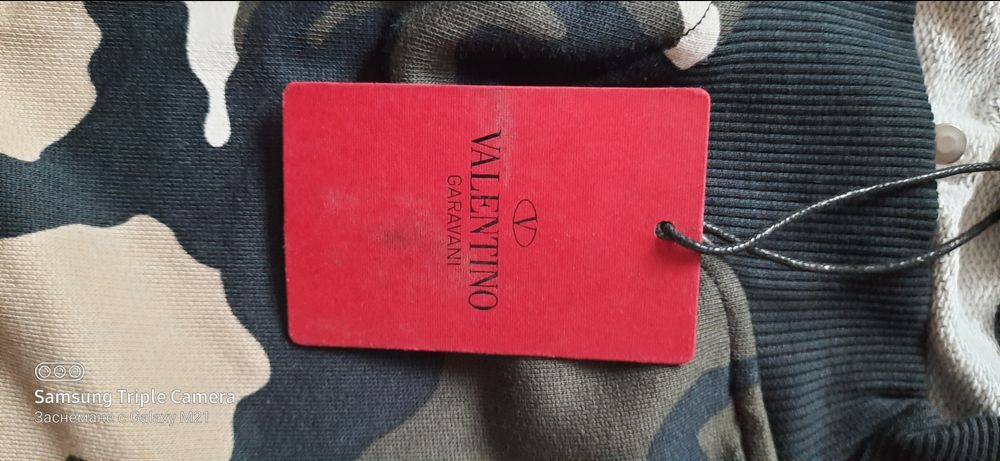 V
VALENTINO
GARAVANI
Samsung Triple Camera
Заснемане с Galaxy M21